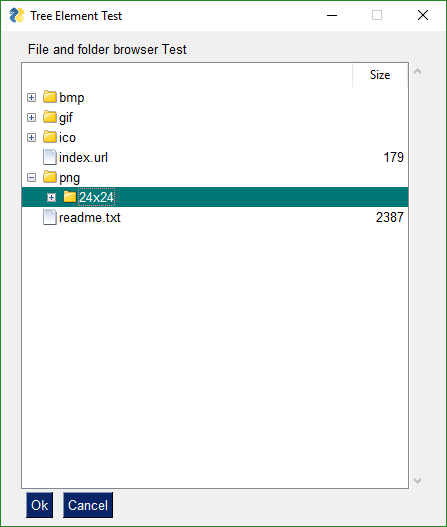 Tree Element Test
File and folder browser Test
Size
bmp
gif
ico
index.url 179
png
24x24
readme.txt 2387
Ok Cancel